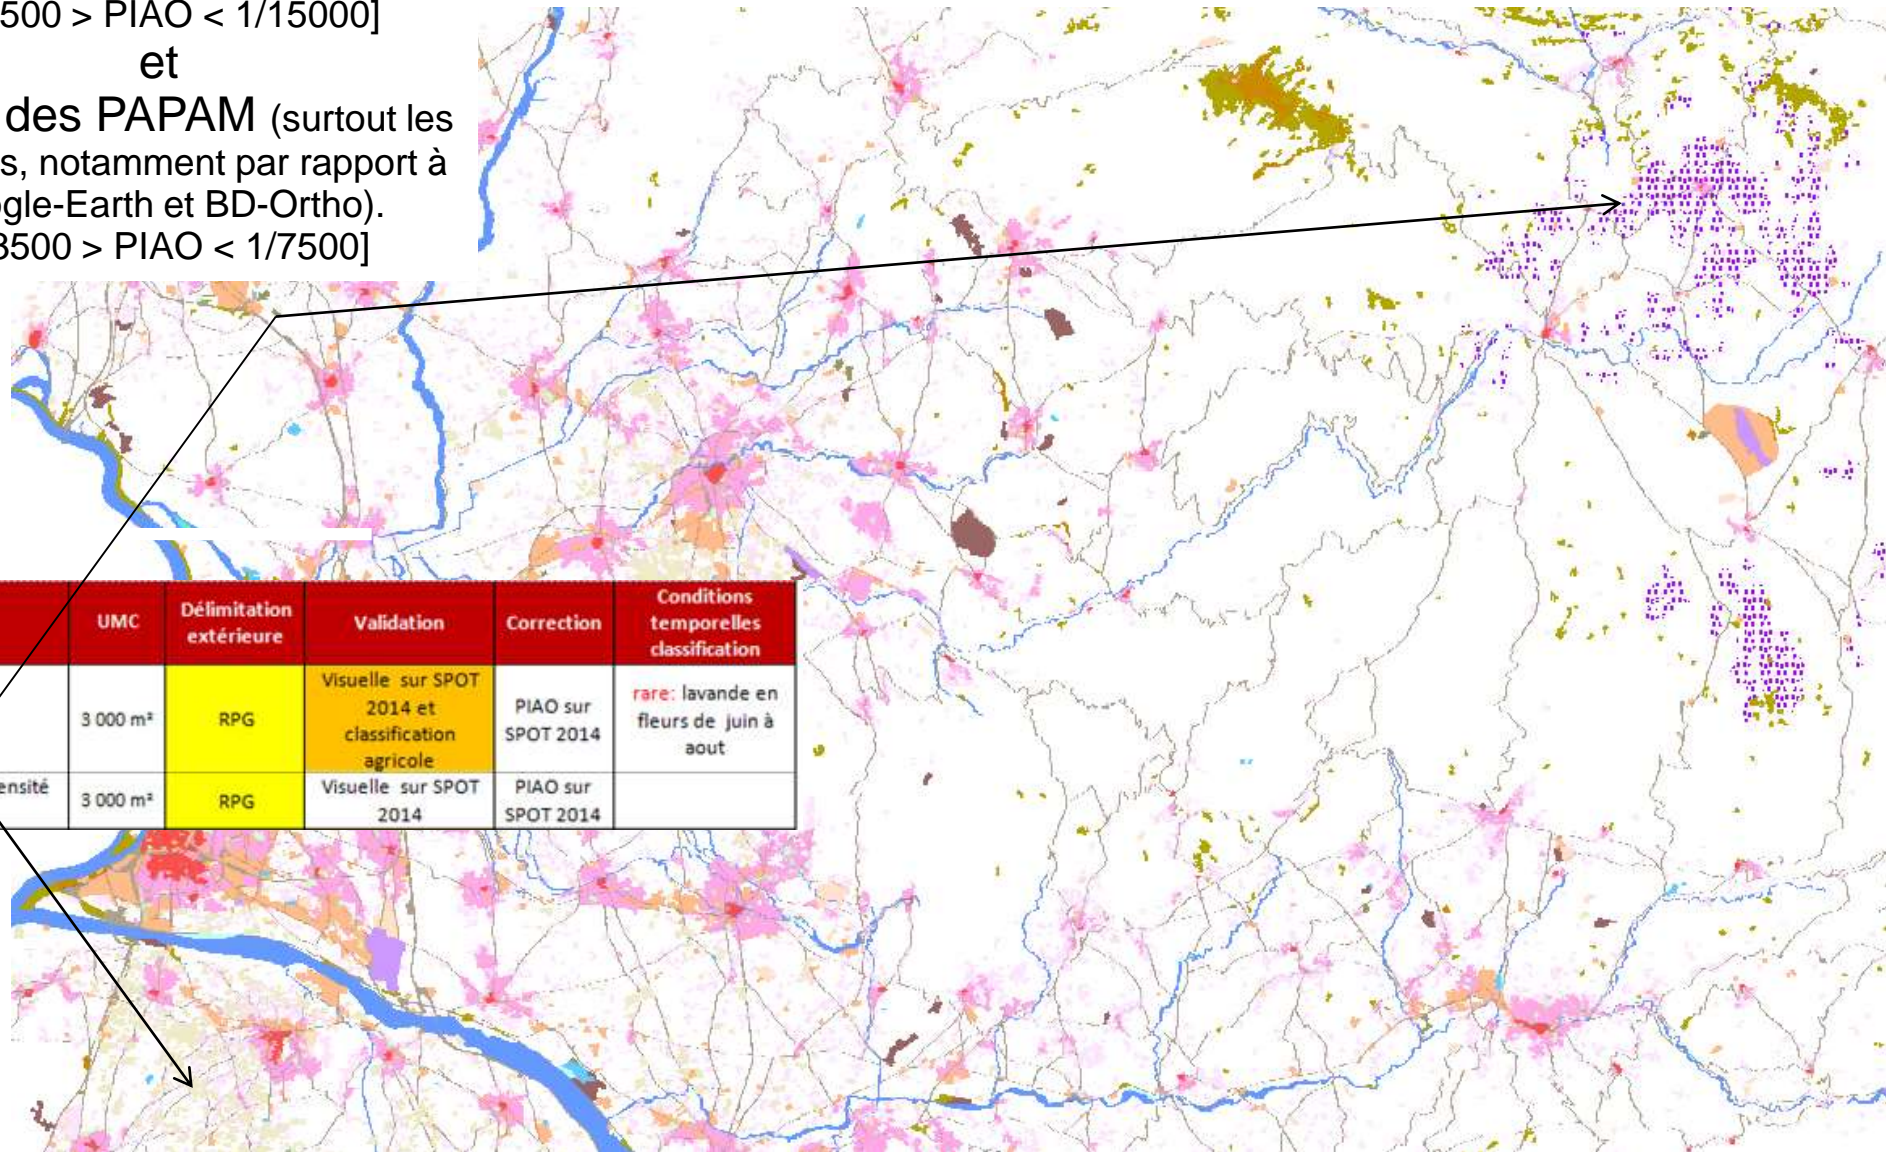 500 > PIAO < 1/15000]
et
des PAPAM (surtout les
s, notamment par rapport à
ogle-Earth et BD-Ortho).
3500 > PIAO < 1/7500]
UMC
Délimitation
extérieure
Validation
Correction
Conditions
temporelles
classification
3 000 m²
RPG
Visuelle sur SPOT
2014 et
classification
agricole
PIAO sur
SPOT 2014
rare: lavande en
fleurs de juin à
aout
ensité
3 000 m²
RPG
Visuelle sur SPOT
2014
PIAO sur
SPOT 2014